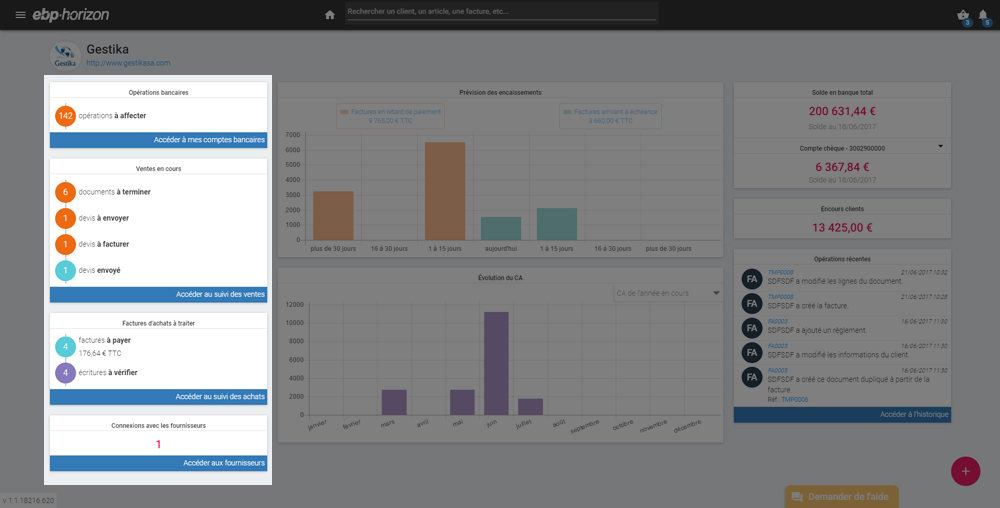 ebp·horizon
Rechercher un client, un article, une facture, etc...
3
5
Gestika
Gestika
http://www.gestikasa.com
Opérations bancaires
142 opérations à affecter
Accéder à mes comptes bancaires
Ventes en cours
6 documents à terminer
1 devis à envoyer
1 devis à facturer
1 devis envoyé
Accéder au suivi des ventes
Factures d'achats à traiter
4 factures à payer
176,64 € TTC
4 écritures à vérifier
Accéder au suivi des achats
Connexions avec les fournisseurs
1
Accéder aux fournisseurs
Prévision des encaissements
Factures en retard de paiement
Factures arrivant à échéance
7000
6000
5000
4000
3000
2000
1000
0
plus de 30 jours
16 à 30 jours
1 à 15 jours
aujourd'hui
1 à 15 jours
16 à 30 jours
plus de 30 jours
Évolution du CA
CA de l'année en cours
12000
10000
8000
6000
4000
2000
0
janvier
février
mars
avril
mai
juin
juillet
août
septembre
octobre
novembre
décembre
Solde en banque total
200 631,44 €
Solde au 18/06/2017
Compte chèque - 3002900000
6 367,84 €
Solde au 18/06/2017
Encours clients
13 425,00 €
Opérations récentes
FA
TMP0008
21/06/2017 10:32
SDFSDF a modifié les lignes du document.
FA
TMP0008
21/06/2017 10:28
SDFSDF a créé la facture.
FA
FA0003
16/06/2017 11:30
SDFSDF a ajouté un règlement.
FA
FA0003
16/06/2017 11:30
SDFSDF a modifié les informations du client.
FA
FA0003
16/06/2017 11:30
SDFSDF a créé ce document dupliqué à partir de la
facture.
Réf : TMP0006
Accéder à l'historique
+
Demander de l'aide
v 1.1.18216.620